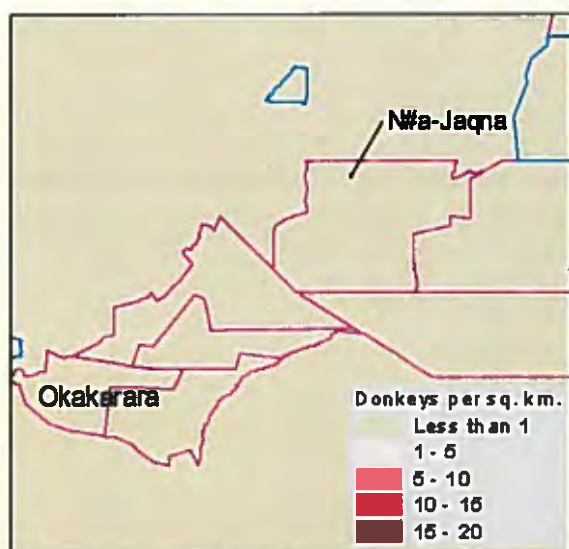 N#a-Jaqna
Okakarara
Donkeys per sq. km.
Less than 1
1 - 5
5 - 10
10 - 15
15 - 20